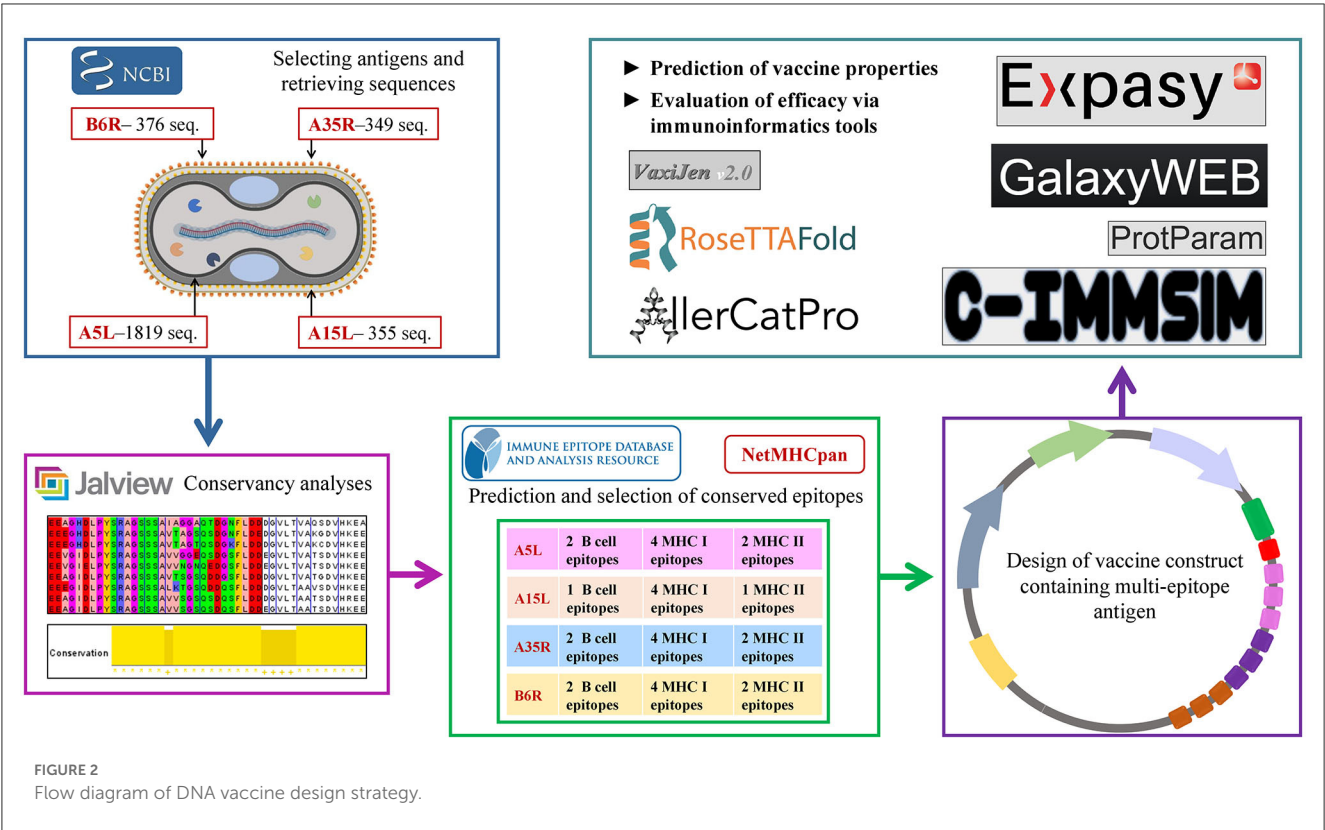 NCBI
Selecting antigens and
retrieving sequences
B6R– 376 seq.
A35R–349 seq.
A5L–1819 seq.
A15L– 355 seq.
► Prediction of vaccine properties
► Evaluation of efficacy via
immunoinformatics tools
VaxiJen v2.0
RoseTTAFold
AllerCatPro
Expasy
GalaxyWEB
ProtParam
C-IMMSIM
Jalview Conservancy analyses
EEAGHDLPYSRAGSSSAIAGGAQTDGNFLDDDGVLTVAQSDVHKEA
EEEGHDLPYSRAGSSSAVTAGSQSDGNFLDDDGVLTVAKGDVHKEE
EEEGHDLPYSRAGSSSAVTAGTQSDGKFLDDDGVLTVAKSDVHKEE
EEVGIDLPYSRAGSSSAVVGGEQSDGSFLDDDGVLTVATSDVHKEE
EEVGIELPYSRAGSSSAVVNGNQEDGSFLDDDGVLTVATGDVHKEE
EEAGIDLPYSRAGSSSAVTSGSQDDGSFLDDDGVLTVATGDVHKEE
Conservation
IMMUNE EPITOPE DATABASE
AND ANALYSIS RESOURCE
NetMHCpan
Prediction and selection of conserved epitopes
A5L 2 B cell epitopes 4 MHC I epitopes 2 MHC II epitopes
A15L 1 B cell epitopes 4 MHC I epitopes 1 MHC II epitopes
A35R 2 B cell epitopes 4 MHC I epitopes 2 MHC II epitopes
B6R 2 B cell epitopes 4 MHC I epitopes 2 MHC II epitopes
Design of vaccine construct
containing multi-epitope
antigen
FIGURE 2
Flow diagram of DNA vaccine design strategy.